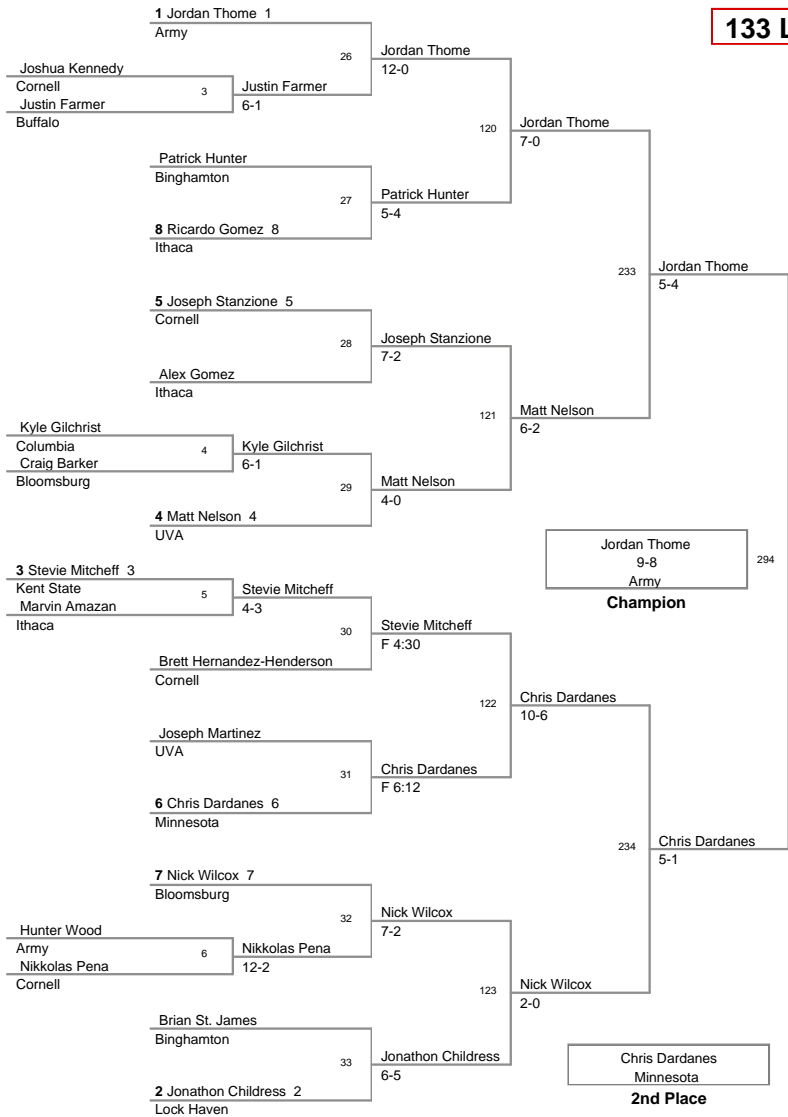 133 L
1 Jordan Thome 1
Army
26
Jordan Thome
12-0
Joshua Kennedy
Cornell
3
Justin Farmer
6-1
Justin Farmer
Buffalo
120
Jordan Thome
7-0
Patrick Hunter
Binghamton
27
Patrick Hunter
5-4
8 Ricardo Gomez 8
Ithaca
233
Jordan Thome
5-4
5 Joseph Stanzione 5
Cornell
28
Joseph Stanzione
7-2
Alex Gomez
Ithaca
121
Matt Nelson
6-2
Kyle Gilchrist
Columbia
4
Kyle Gilchrist
6-1
Craig Barker
Bloomsburg
29
Matt Nelson
4-0
4 Matt Nelson 4
UVA
Jordan Thome
9-8
Army
294
Champion
3 Stevie Mitcheff 3
Kent State
5
Stevie Mitcheff
4-3
Marvin Amazan
Ithaca
30
Stevie Mitcheff
F 4:30
Brett Hernandez-Henderson
Cornell
122
Chris Dardanes
10-6
Joseph Martinez
UVA
31
Chris Dardanes
F 6:12
6 Chris Dardanes 6
Minnesota
234
Chris Dardanes
5-1
7 Nick Wilcox 7
Bloomsburg
32
Nick Wilcox
7-2
Hunter Wood
Army
6
Nikkolas Pena
12-2
Nikkolas Pena
Cornell
123
Nick Wilcox
2-0
Brian St. James
Binghamton
33
Jonathon Childress
6-5
2 Jonathon Childress 2
Lock Haven
Chris Dardanes
Minnesota
2nd Place